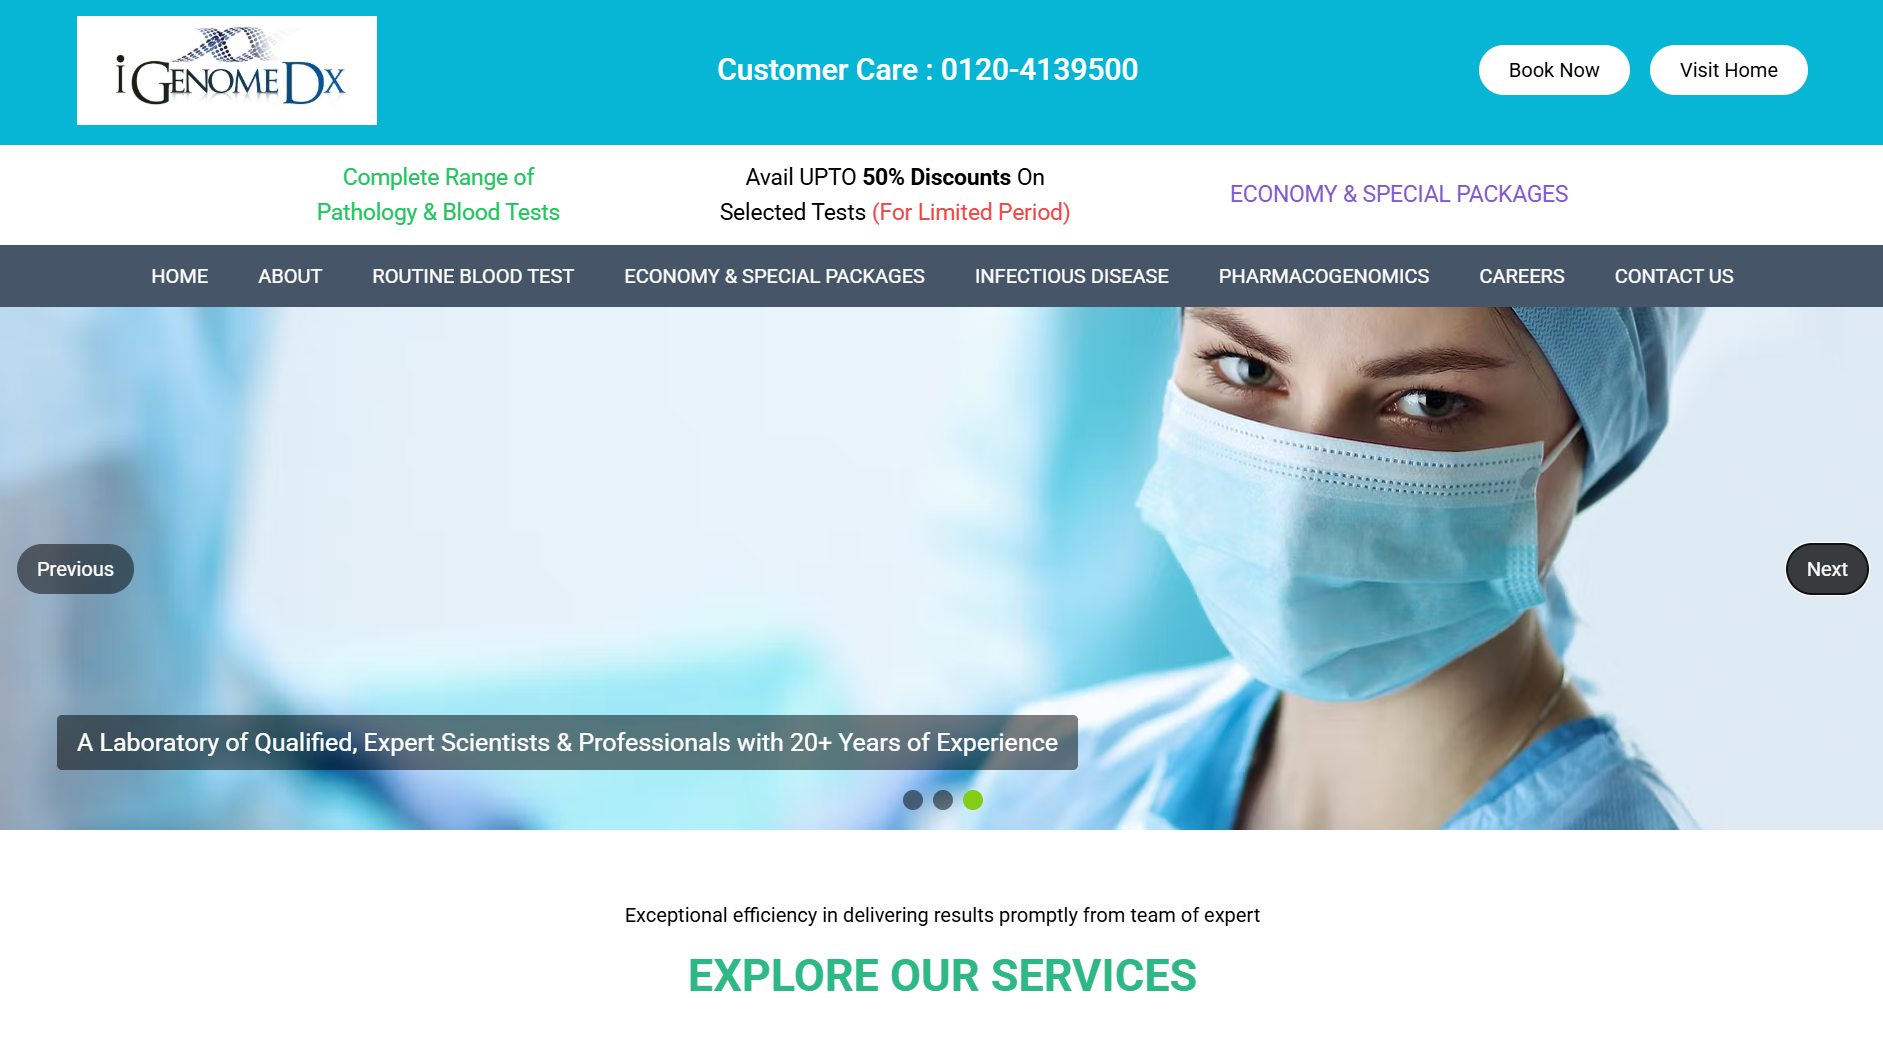 iGenomeDx
Customer Care : 0120-4139500
Book Now
Visit Home
Complete Range of
Pathology & Blood Tests
Avail UPTO 50% Discounts On
Selected Tests (For Limited Period)
ECONOMY & SPECIAL PACKAGES
HOME
ABOUT
ROUTINE BLOOD TEST
ECONOMY & SPECIAL PACKAGES
INFECTIOUS DISEASE
PHARMACOGENOMICS
CAREERS
CONTACT US
Previous
Next
A Laboratory of Qualified, Expert Scientists & Professionals with 20+ Years of Experience
Exceptional efficiency in delivering results promptly from team of expert
EXPLORE OUR SERVICES